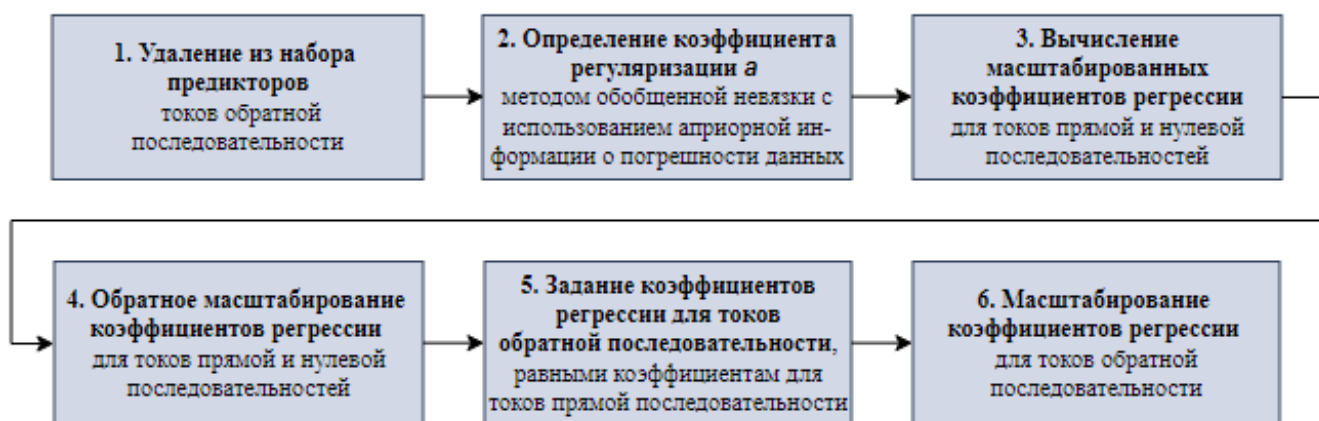 1. Удаление из набора
предикторов
токов обратной
последовательности
2. Определение коэффициента
регуляризации a
методом обобщенной невязки с
использованием априорной ин-
формации о погрешности данных
3. Вычисление
масштабированных
коэффициентов регрессии
для токов прямой и нулевой
последовательностей
4. Обратное масштабирование
коэффициентов регрессии
для токов прямой и нулевой
последовательностей
5. Задание коэффициентов
регрессии для токов
обратной последовательности,
равными коэффициентам для
токов прямой последовательности
6. Масштабирование
коэффициентов регрессии
для токов обратной
последовательности